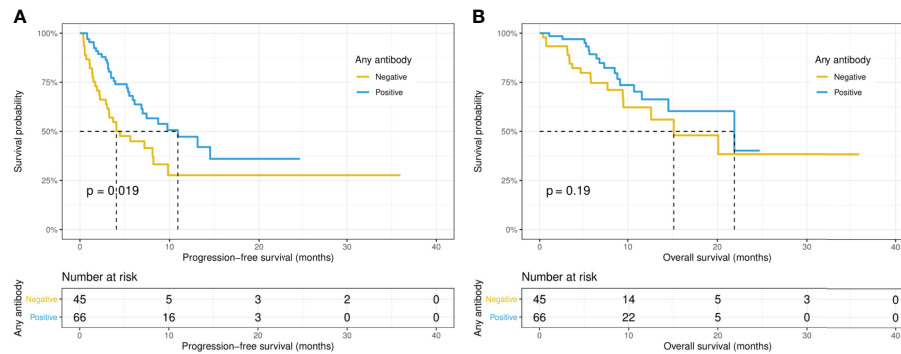 A
100%
75%
50%
25%
0%
Survival probability
Any antibody
Negative
Positive
p = 0.019
0 10 20 30 40
Progression-free survival (months)
Number at risk
Any antibody
Negative 45 5 3 2 0
Positive 66 16 3 0 0
0 10 20 30 40
Progression-free survival (months)
B
100%
75%
50%
25%
0%
Survival probability
Any antibody
Negative
Positive
p = 0.19
0 10 20 30 40
Overall survival (months)
Number at risk
Any antibody
Negative 45 14 5 3 0
Positive 66 22 5 0 0
0 10 20 30 40
Overall survival (months)